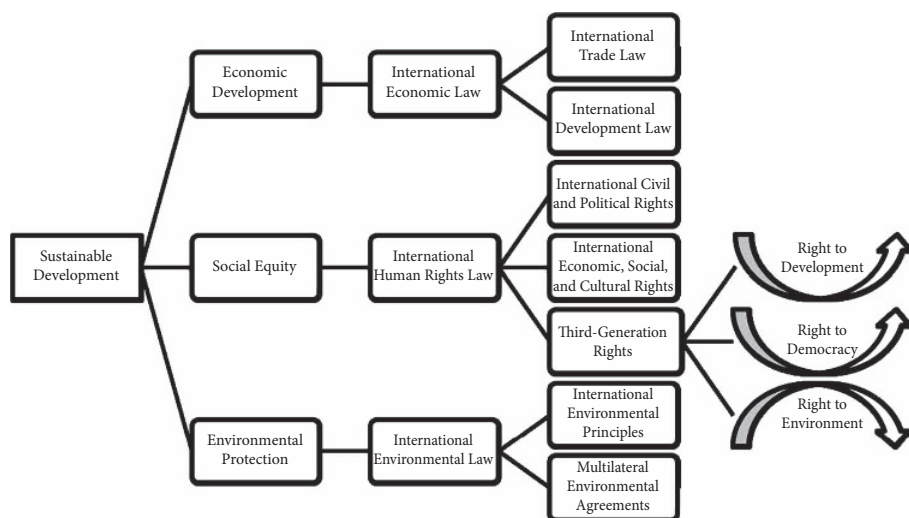 Sustainable
Development
Economic
Development
Social Equity
Environmental
Protection
International
Economic Law
International
Human Rights Law
International
Environmental Law
International
Trade Law
International
Development Law
International Civil
and Political Rights
International
Economic, Social,
and Cultural Rights
Third-Generation
Rights
International
Environmental
Principles
Multilateral
Environmental
Agreements
Right to
Development
Right to
Democracy
Right to
Environment